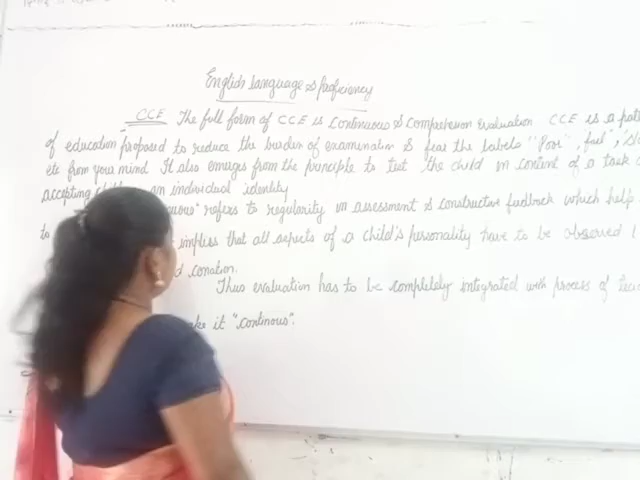 English language & proficiency
CCE The full form of CCE is Continuous & Comprehension evaluation CCE is a
of education proposed to reduce the burden of examination & fear the labels "Poor", fail",
etc from your mind It also emerges from the principle to test the child in content of a task
accepting an individual identity
refers to regularity in assessment & constructive feedback which help
to implies that all aspects of a child's personality have to be observed
conation.
Thus evaluation has to be completely integrated with process of
it "continous".